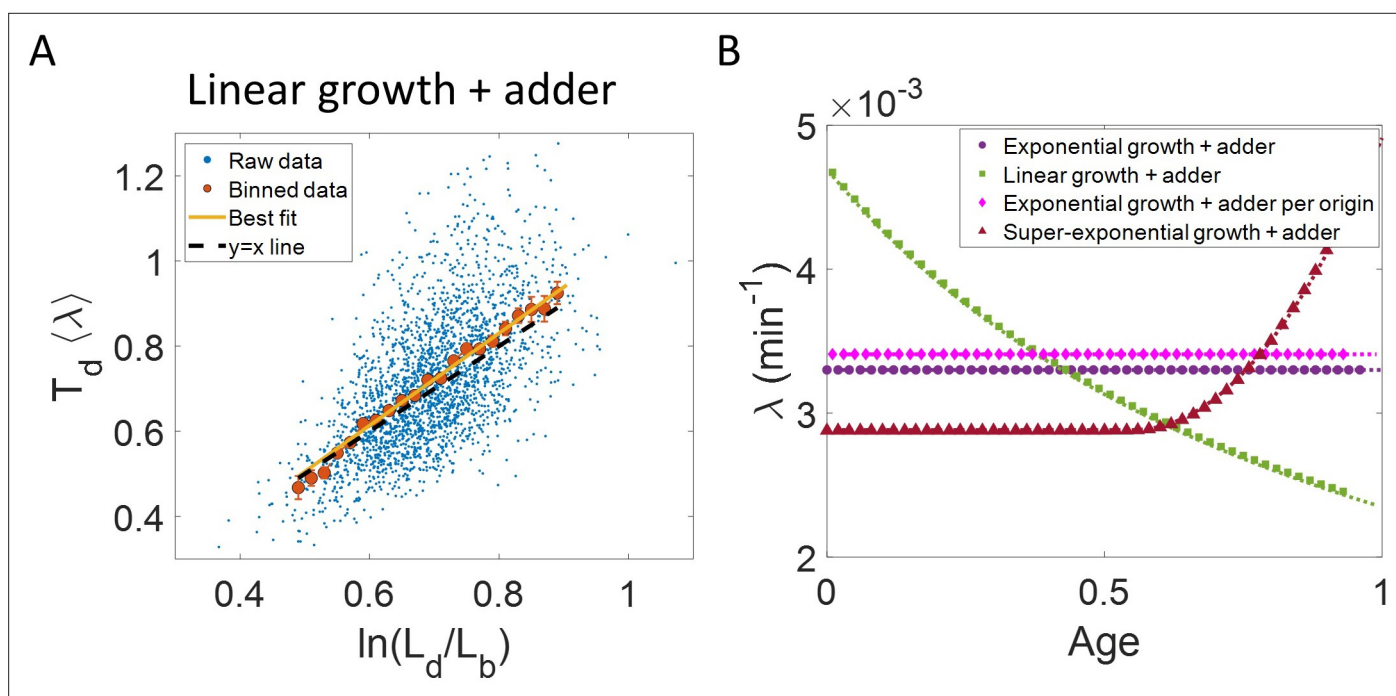 A
Linear growth + adder
Raw data
Binned data
Best fit
y=x line
1.2
1
0.8
0.6
0.4
T_d ⟨λ⟩
0.4 0.6 0.8 1
ln(L_d/L_b)
B
×10^-3
Exponential growth + adder
Linear growth + adder
Exponential growth + adder per origin
Super-exponential growth + adder
5
4
3
2
λ (min^-1)
0 0.5 1
Age